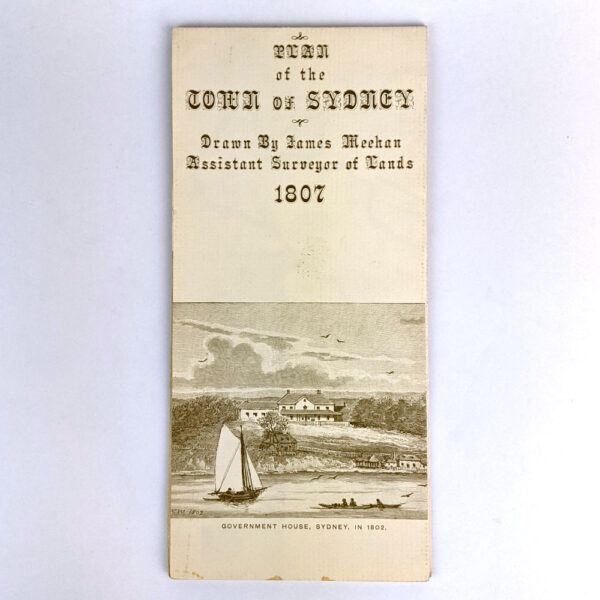 PLAN
of the
TOWN OF SYDNEY
Drawn By James Meehan
Assistant Surveyor of Lands
1807
GOVERNMENT HOUSE, SYDNEY, IN 1802.